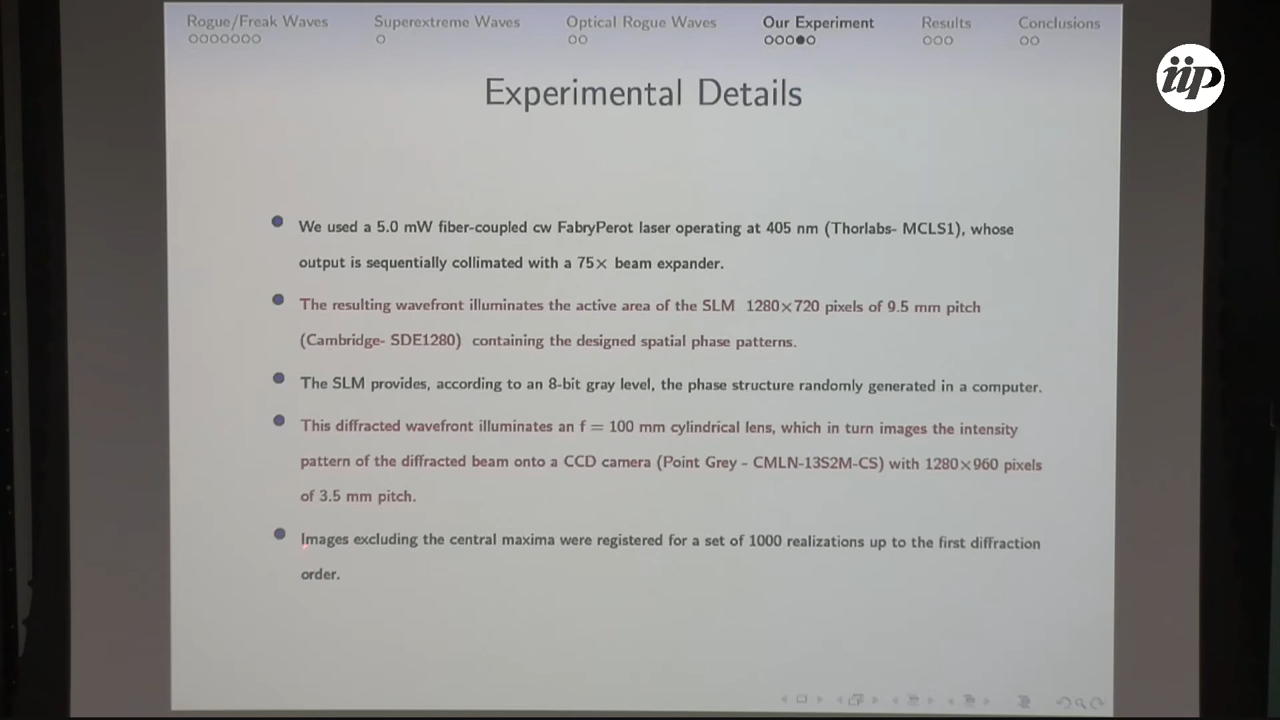 Rogue/Freak Waves Superextreme Waves Optical Rogue Waves Our Experiment Results Conclusions
iip
Experimental Details
We used a 5.0 mW fiber-coupled cw FabryPerot laser operating at 405 nm (Thorlabs- MCLS1), whose
output is sequentially collimated with a 75× beam expander.
The resulting wavefront illuminates the active area of the SLM 1280×720 pixels of 9.5 mm pitch
(Cambridge- SDE1280) containing the designed spatial phase patterns.
The SLM provides, according to an 8-bit gray level, the phase structure randomly generated in a computer.
This diffracted wavefront illuminates an f = 100 mm cylindrical lens, which in turn images the intensity
pattern of the diffracted beam onto a CCD camera (Point Grey - CMLN-13S2M-CS) with 1280×960 pixels
of 3.5 mm pitch.
Images excluding the central maxima were registered for a set of 1000 realizations up to the first diffraction
order.